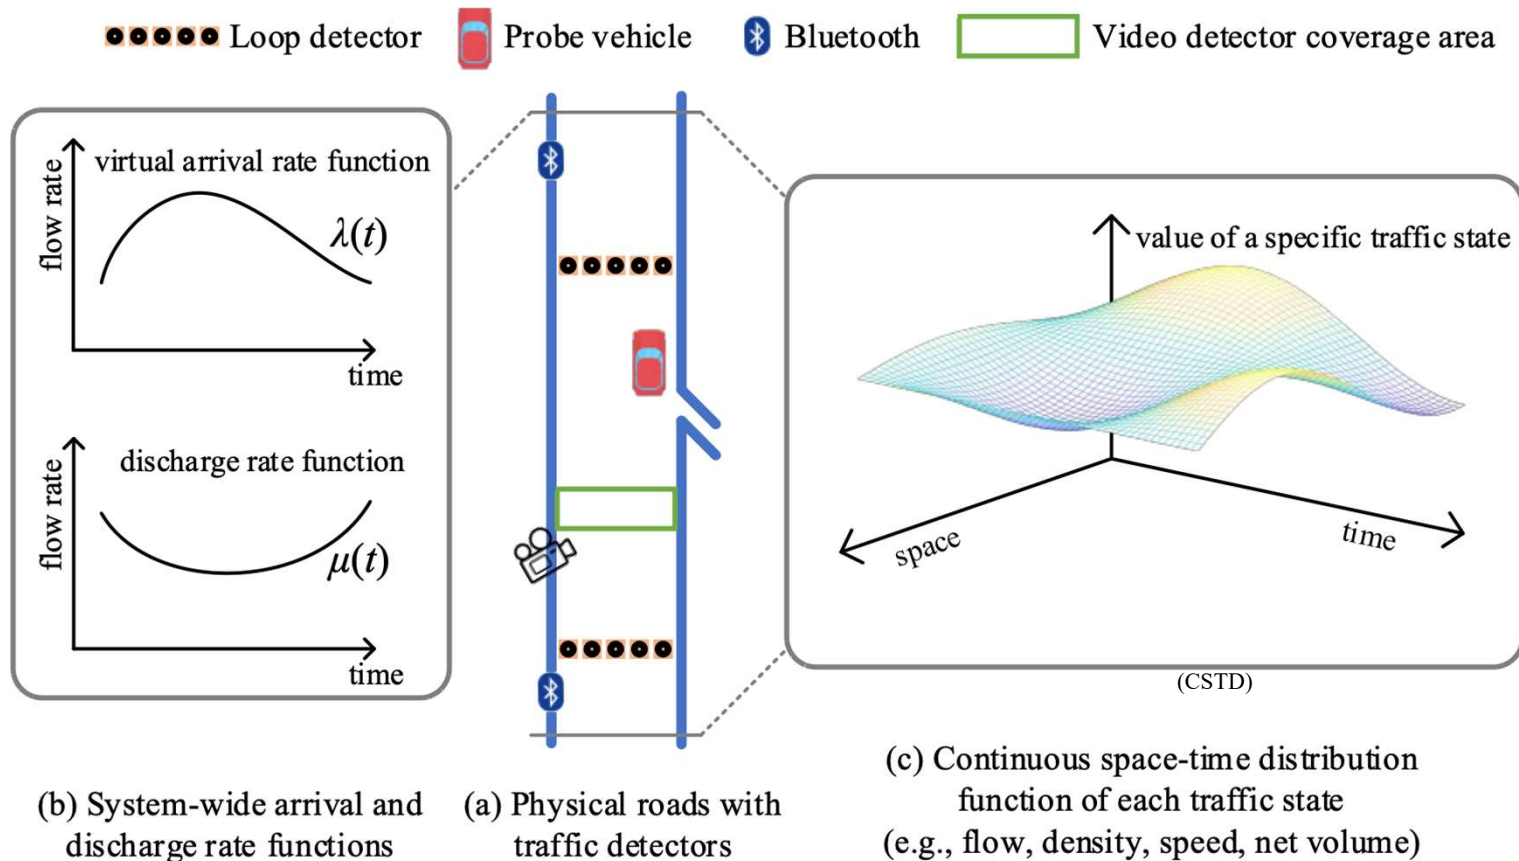 Loop detector
Probe vehicle
Bluetooth
Video detector coverage area
virtual arrival rate function
flow rate
λ(t)
time
discharge rate function
flow rate
μ(t)
time
value of a specific traffic state
space
time
(CSTD)
(b) System-wide arrival and
discharge rate functions
(a) Physical roads with
traffic detectors
(c) Continuous space-time distribution
function of each traffic state
(e.g., flow, density, speed, net volume)